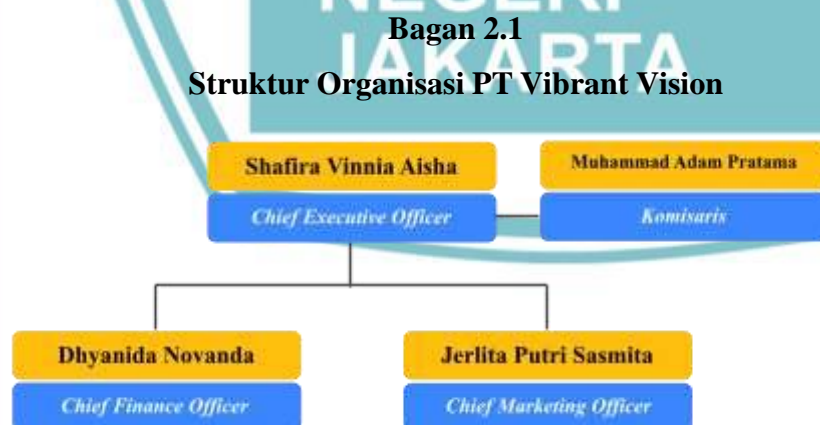 NEGERI
JAKARTA
Bagan 2.1
Struktur Organisasi PT Vibrant Vision
Shafira Vinnia Aisha
Muhammad Adam Pratama
Chief Executive Officer
Komisaris
Dhyanida Novanda
Jerlita Putri Sasmita
Chief Finance Officer
Chief Marketing Officer